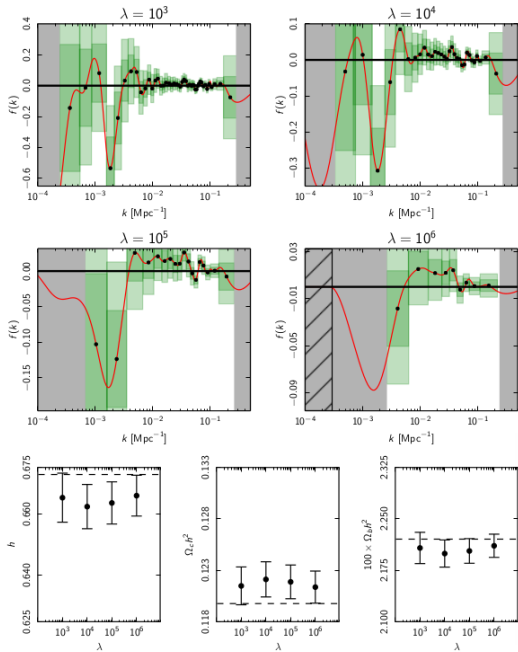 λ = 10³ λ = 10⁴
0.4
0.2
0.0
−0.2
−0.4
−0.6
f(k)
10⁻⁴ 10⁻³ 10⁻² 10⁻¹
k [Mpc⁻¹]
0.1
0.0
−0.1
−0.2
−0.3
f(k)
10⁻⁴ 10⁻³ 10⁻² 10⁻¹
k [Mpc⁻¹]
λ = 10⁵ λ = 10⁶
0.00
−0.05
−0.10
−0.15
f(k)
10⁻⁴ 10⁻³ 10⁻² 10⁻¹
k [Mpc⁻¹]
0.03
−0.01
−0.05
−0.09
f(k)
10⁻⁴ 10⁻³ 10⁻² 10⁻¹
k [Mpc⁻¹]
0.675
0.660
0.640
0.625
h
10³ 10⁴ 10⁵ 10⁶
λ
0.133
0.128
0.123
0.118
Ω_c h²
10³ 10⁴ 10⁵ 10⁶
λ
2.325
2.250
2.175
2.100
100 × Ω_b h²
10³ 10⁴ 10⁵ 10⁶
λ